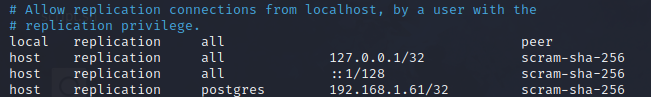 # Allow replication connections from localhost, by a user with the
# replication privilege.
local   replication     all                                     peer
host    replication     all             127.0.0.1/32            scram-sha-256
host    replication     all             ::1/128                 scram-sha-256
host    replication     postgres        192.168.1.61/32         scram-sha-256